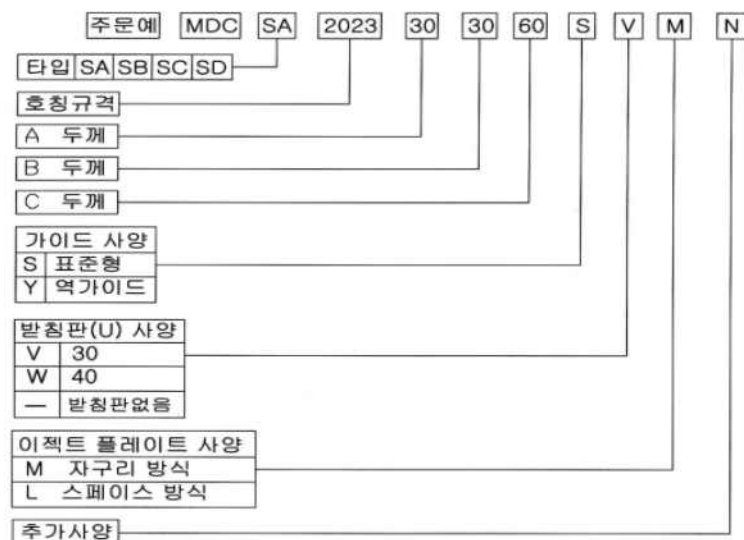 주문예 MDC SA 2023 30 30 60 S V M N
타입 SA SB SC SD
호칭규격
A 두께
B 두께
C 두께
가이드 사양
S 표준형
Y 역가이드
받침판(U) 사양
V 30
W 40
— 받침판없음
이젝트 플레이트 사양
M 자구리 방식
L 스페이스 방식
추가사양